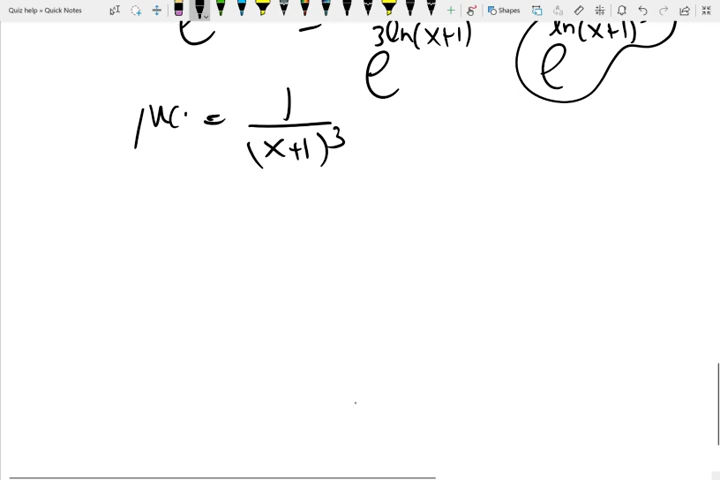 Quiz help » Quick Notes
Shapes
e = e^{3ln(x+1)} e^{ln(x+1)}
μ = 1/(x+1)^3